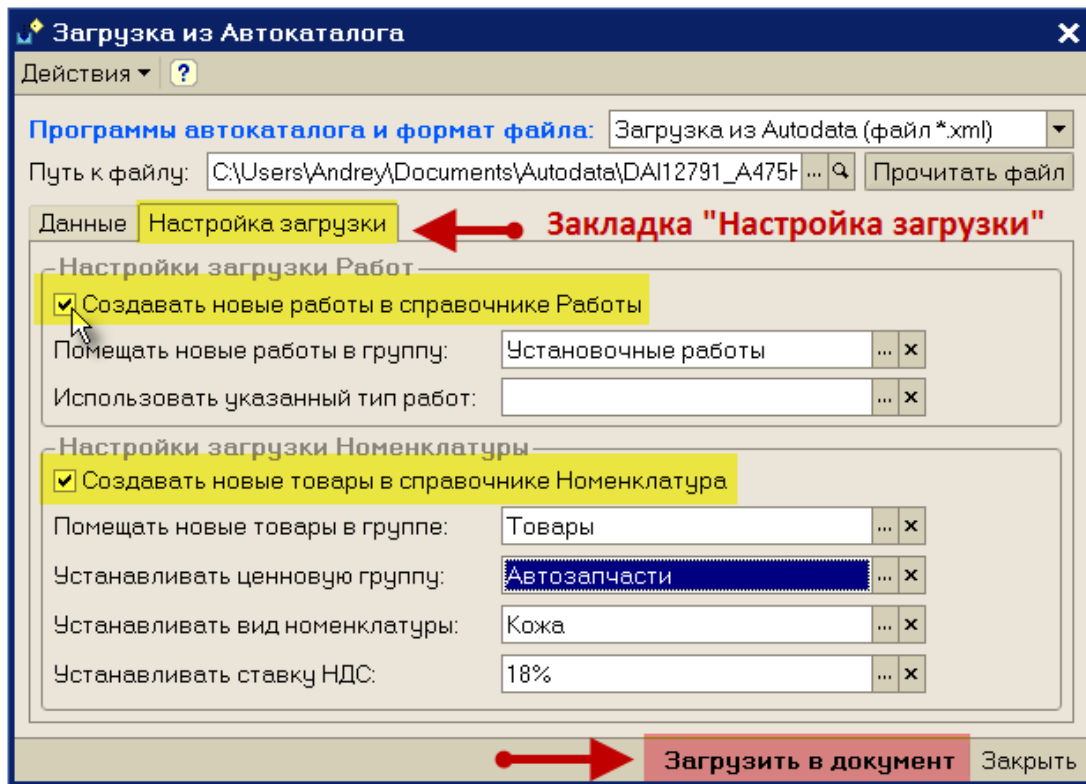 Загрузка из Автокаталога
Действия ?
Программы автокаталога и формат файла: Загрузка из Autodata (файл *.xml)
Путь к файлу: C:\Users\Andrey\Documents\Autodata\DAI12791_A475H ... Прочитать файл
Данные Настройка загрузки Закладка "Настройка загрузки"
Настройки загрузки Работ
Создавать новые работы в справочнике Работы
Помещать новые работы в группу: Установочные работы ... x
Использовать указанный тип работ: ... x
Настройки загрузки Номенклатуры
Создавать новые товары в справочнике Номенклатура
Помещать новые товары в группе: Товары ... x
Устанавливать ценновую группу: Автозапчасти ... x
Устанавливать вид номенклатуры: Кожа ... x
Устанавливать ставку НДС: 18% ... x
Загрузить в документ Закрыть